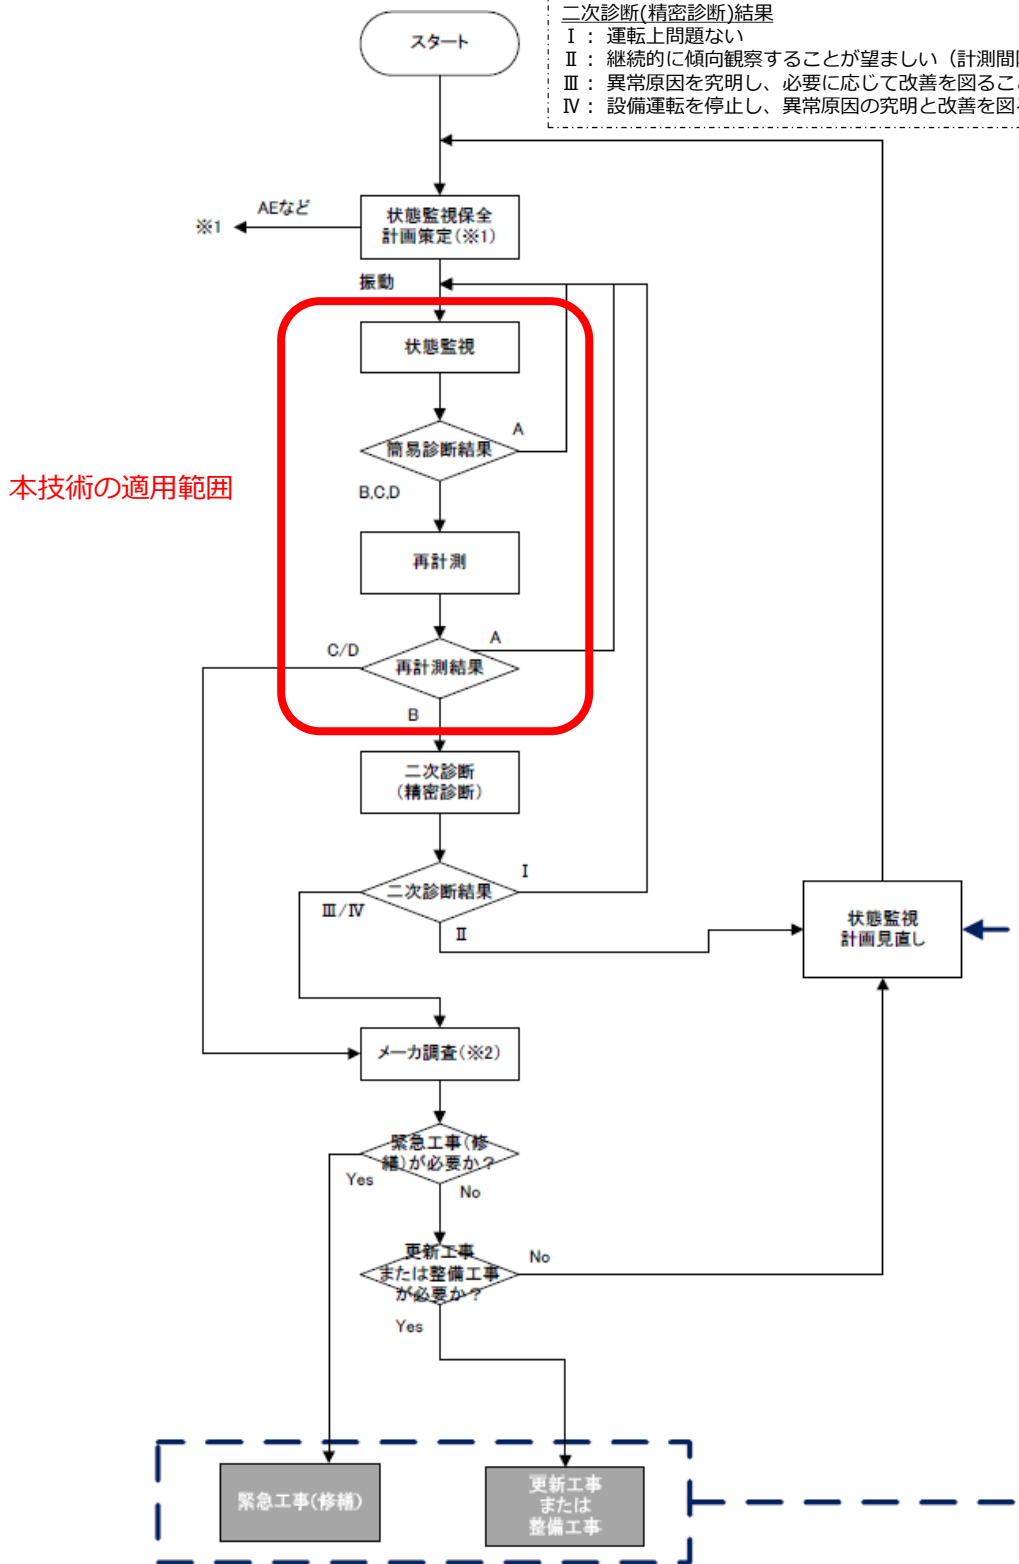 二次診断(精密診断)結果
Ⅰ： 運転上問題ない
Ⅱ： 継続的に傾向観察することが望ましい（計測間
Ⅲ： 異常原因を究明し、必要に応じて改善を図るこ
Ⅳ： 設備運転を停止し、異常原因の究明と改善を図
スタート
※1
AEなど
状態監視保全
計画策定(※1)
振動
状態監視
簡易診断結果
A
B,C,D
本技術の適用範囲
再計測
再計測結果
A
C/D
B
二次診断
(精密診断)
二次診断結果
Ⅰ
Ⅲ/Ⅳ
Ⅱ
状態監視
計画見直し
メーカ調査(※2)
緊急工事(修
繕)が必要か？
Yes
No
更新工事
または整備工事
が必要か？
No
Yes
緊急工事(修繕)
更新工事
または
整備工事